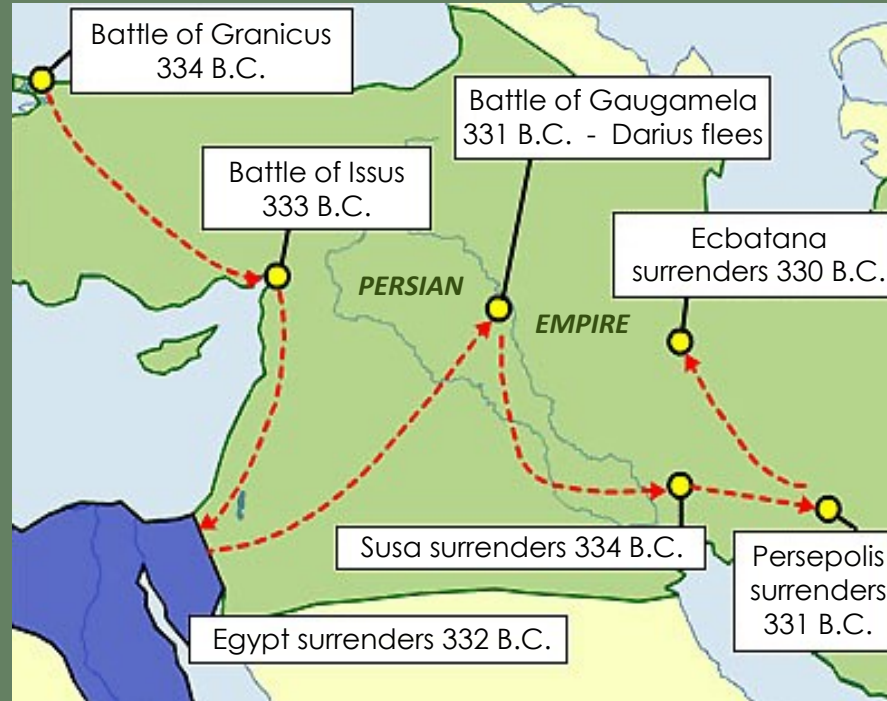 Battle of Granicus
334 B.C.
Battle of Gaugamela
331 B.C. - Darius flees
Battle of Issus
333 B.C.
Ecbatana
surrenders 330 B.C.
PERSIAN
EMPIRE
Susa surrenders 334 B.C.
Persepolis
surrenders
331 B.C.
Egypt surrenders 332 B.C.